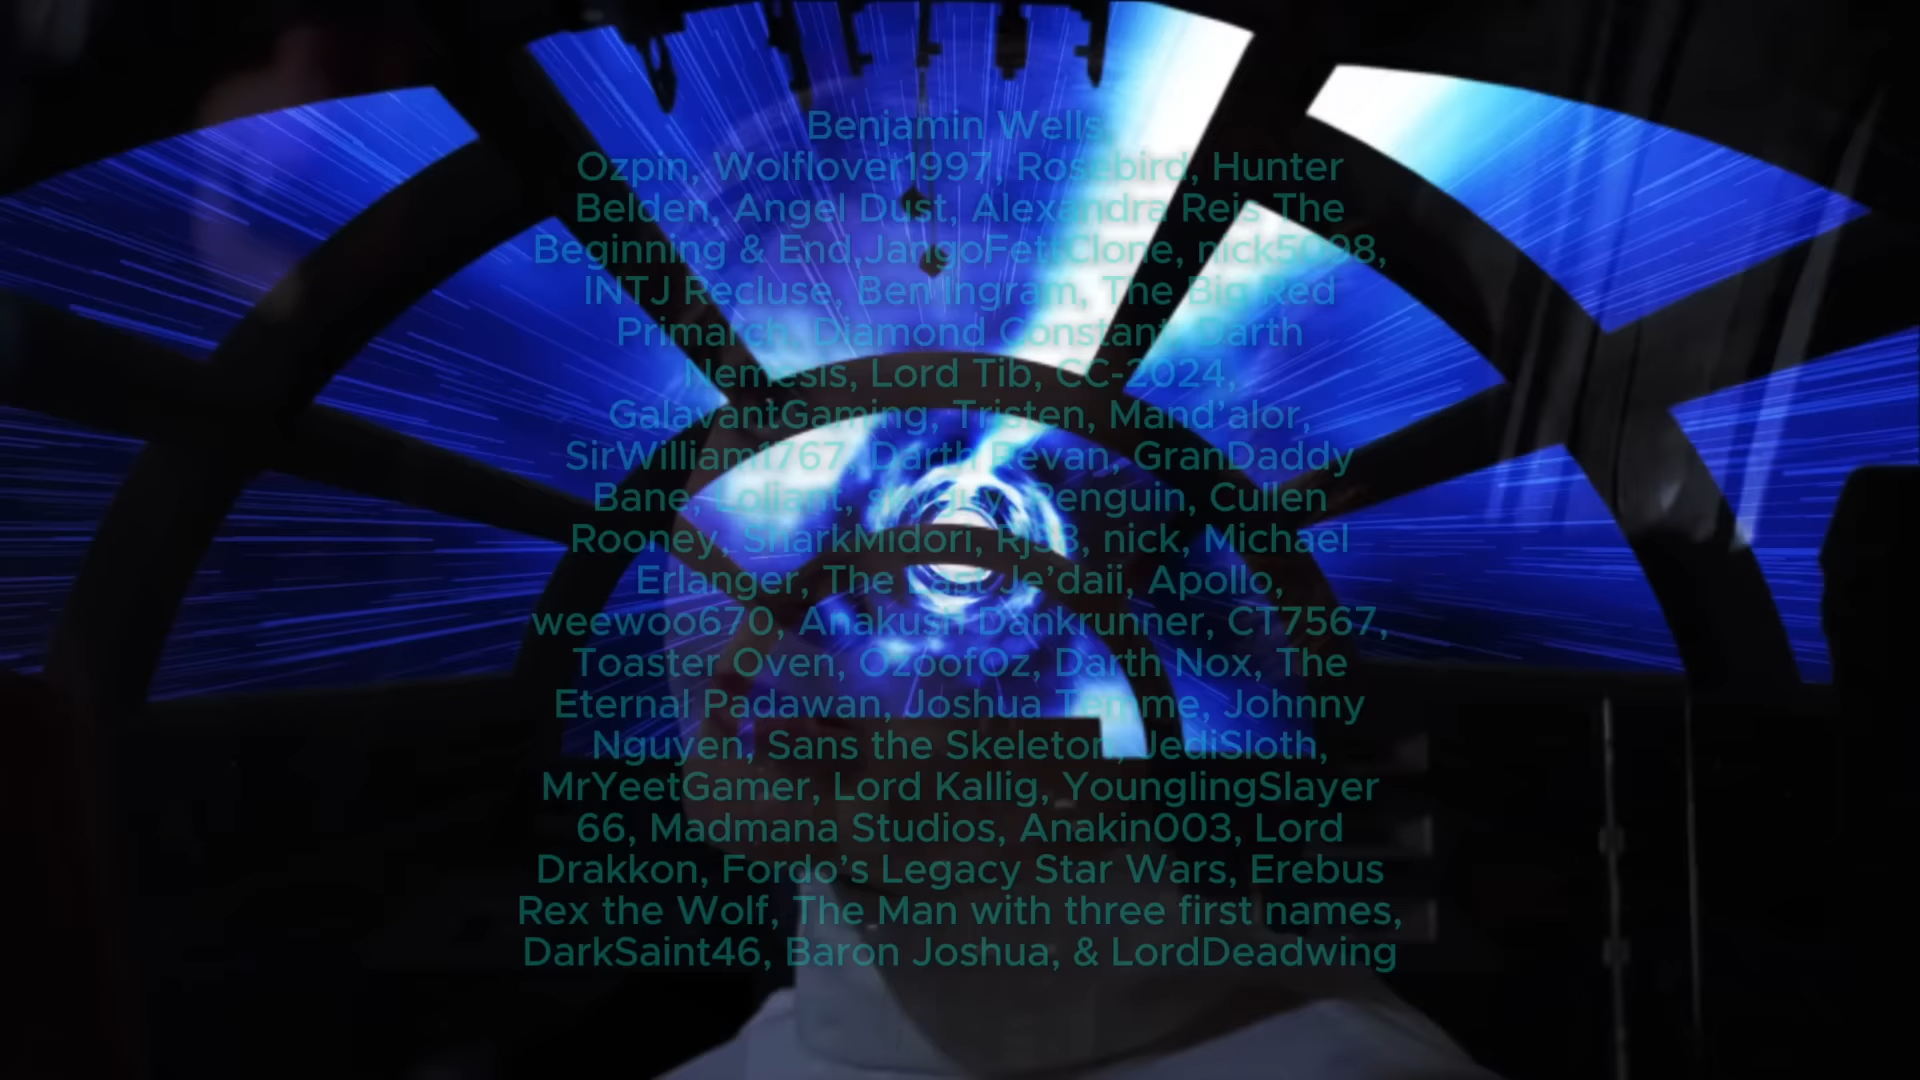 Benjamin Wells,
Ozpin, Wolflover1997, Rosebird, Hunter
Belden, Angel Dust, Alexandra Reis The
Beginning & End,JangoFettClone, nick5098,
INTJ Recluse, Ben Ingram, The Big Red
Primarch, Diamond Constant, Darth
Nemesis, Lord Tib, CC-2024,
GalavantGaming, Tristen, Mand’alor,
SirWilliam1767, Darth Revan, GranDaddy
Bane, Loliant, skyguy, Penguin, Cullen
Rooney, SharkMidori, Rj53, nick, Michael
Erlanger, The Last Je’daii, Apollo,
weewoo670, Anakush Dankrunner, CT7567,
Toaster Oven, OzoofOz, Darth Nox, The
Eternal Padawan, Joshua Temme, Johnny
Nguyen, Sans the Skeleton, JediSloth,
MrYeetGamer, Lord Kallig, YounglingSlayer
66, Madmana Studios, Anakin003, Lord
Drakkon, Fordo’s Legacy Star Wars, Erebus
Rex the Wolf, The Man with three first names,
DarkSaint46, Baron Joshua, & LordDeadwing